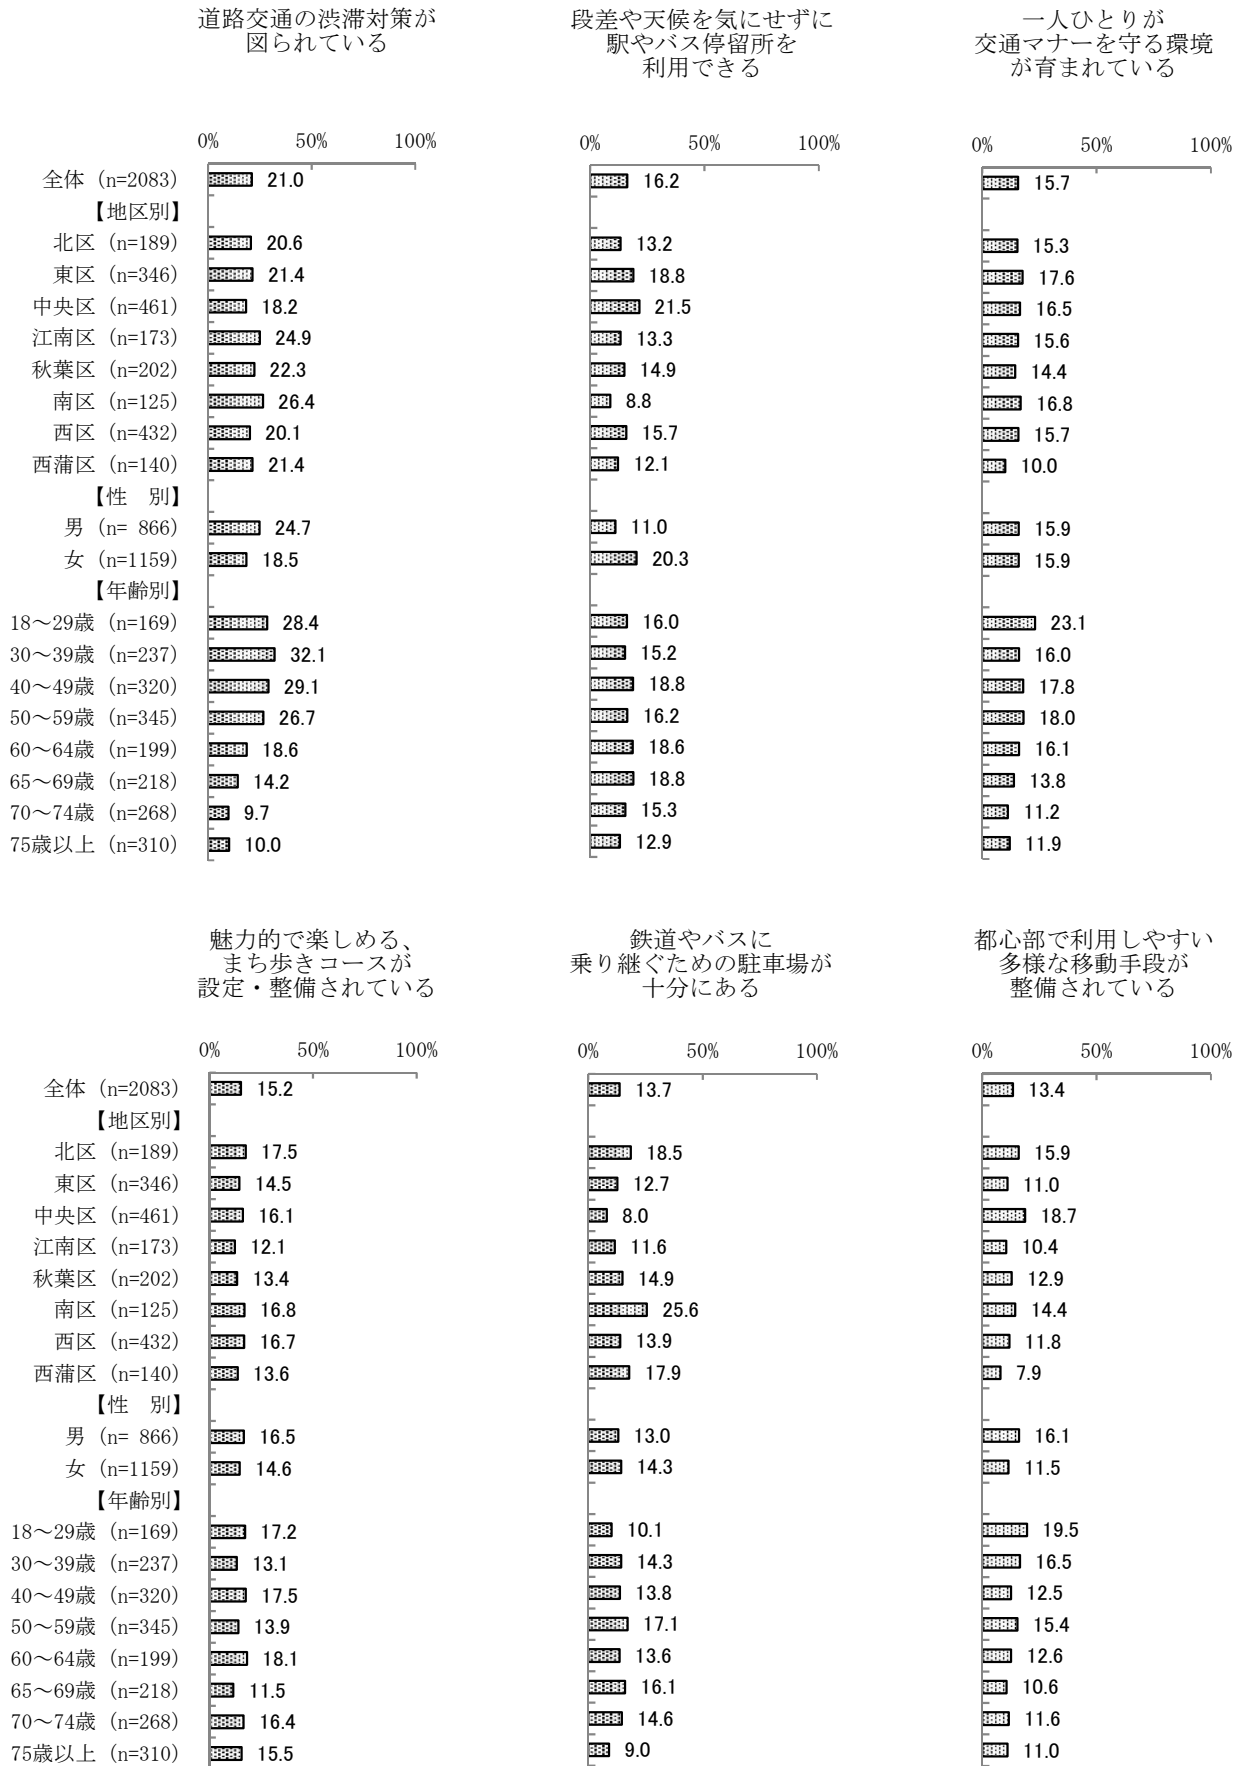 道路交通の渋滞対策が
図られている
段差や天候を気にせずに
駅やバス停留所を
利用できる
一人ひとりが
交通マナーを守る環境
が育まれている
0% 50% 100% 0% 50% 100% 0% 50% 100%
全体 (n=2083) 21.0 16.2 15.7
【地区別】
北区 (n=189) 20.6 13.2 15.3
東区 (n=346) 21.4 18.8 17.6
中央区 (n=461) 18.2 21.5 16.5
江南区 (n=173) 24.9 13.3 15.6
秋葉区 (n=202) 22.3 14.9 14.4
南区 (n=125) 26.4 8.8 16.8
西区 (n=432) 20.1 15.7 15.7
西蒲区 (n=140) 21.4 12.1 10.0
【性　別】
男 (n= 866) 24.7 11.0 15.9
女 (n=1159) 18.5 20.3 15.9
【年齢別】
18～29歳 (n=169) 28.4 16.0 23.1
30～39歳 (n=237) 32.1 15.2 16.0
40～49歳 (n=320) 29.1 18.8 17.8
50～59歳 (n=345) 26.7 16.2 18.0
60～64歳 (n=199) 18.6 18.6 16.1
65～69歳 (n=218) 14.2 18.8 13.8
70～74歳 (n=268) 9.7 15.3 11.2
75歳以上 (n=310) 10.0 12.9 11.9
魅力的で楽しめる、
まち歩きコースが
設定・整備されている
鉄道やバスに
乗り継ぐための駐車場が
十分にある
都心部で利用しやすい
多様な移動手段が
整備されている
0% 50% 100% 0% 50% 100% 0% 50% 100%
全体 (n=2083) 15.2 13.7 13.4
【地区別】
北区 (n=189) 17.5 18.5 15.9
東区 (n=346) 14.5 12.7 11.0
中央区 (n=461) 16.1 8.0 18.7
江南区 (n=173) 12.1 11.6 10.4
秋葉区 (n=202) 13.4 14.9 12.9
南区 (n=125) 16.8 25.6 14.4
西区 (n=432) 16.7 13.9 11.8
西蒲区 (n=140) 13.6 17.9 7.9
【性　別】
男 (n= 866) 16.5 13.0 16.1
女 (n=1159) 14.6 14.3 11.5
【年齢別】
18～29歳 (n=169) 17.2 10.1 19.5
30～39歳 (n=237) 13.1 14.3 16.5
40～49歳 (n=320) 17.5 13.8 12.5
50～59歳 (n=345) 13.9 17.1 15.4
60～64歳 (n=199) 18.1 13.6 12.6
65～69歳 (n=218) 11.5 16.1 10.6
70～74歳 (n=268) 16.4 14.6 11.6
75歳以上 (n=310) 15.5 9.0 11.0